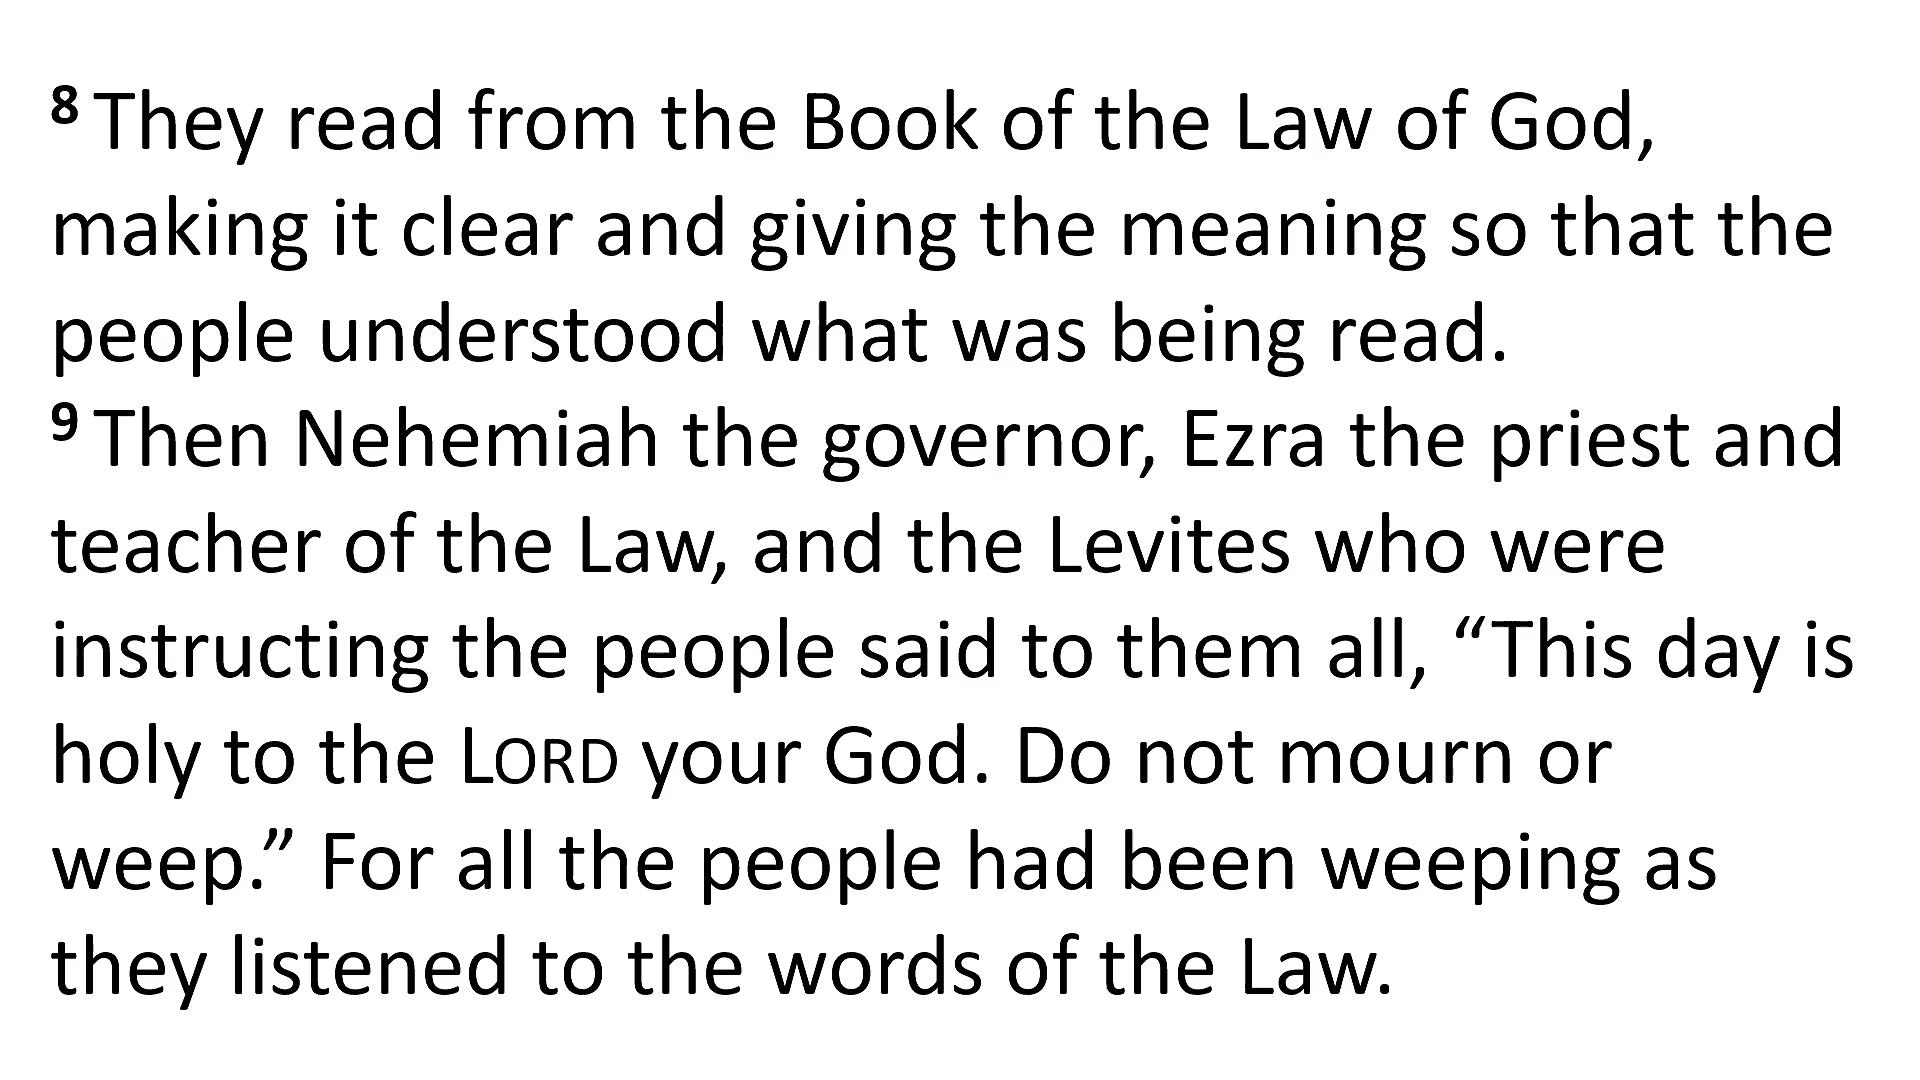 8 They read from the Book of the Law of God,
making it clear and giving the meaning so that the
people understood what was being read.
9 Then Nehemiah the governor, Ezra the priest and
teacher of the Law, and the Levites who were
instructing the people said to them all, “This day is
holy to the LORD your God. Do not mourn or
weep.” For all the people had been weeping as
they listened to the words of the Law.